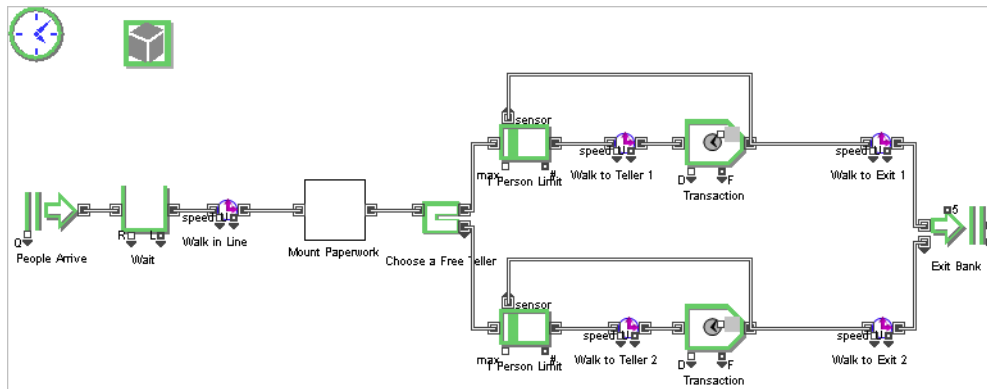 sensor
speed U
max
#
1 Person Limit
Walk to Teller 1
D
F
Transaction
speed U
Walk to Exit 1
Q
People Arrive
R
L
Wait
speed U
Walk in Line
Mount Paperwork
Choose a Free Teller
5
Exit Bank
sensor
speed U
max
#
1 Person Limit
Walk to Teller 2
D
F
Transaction
speed U
Walk to Exit 2